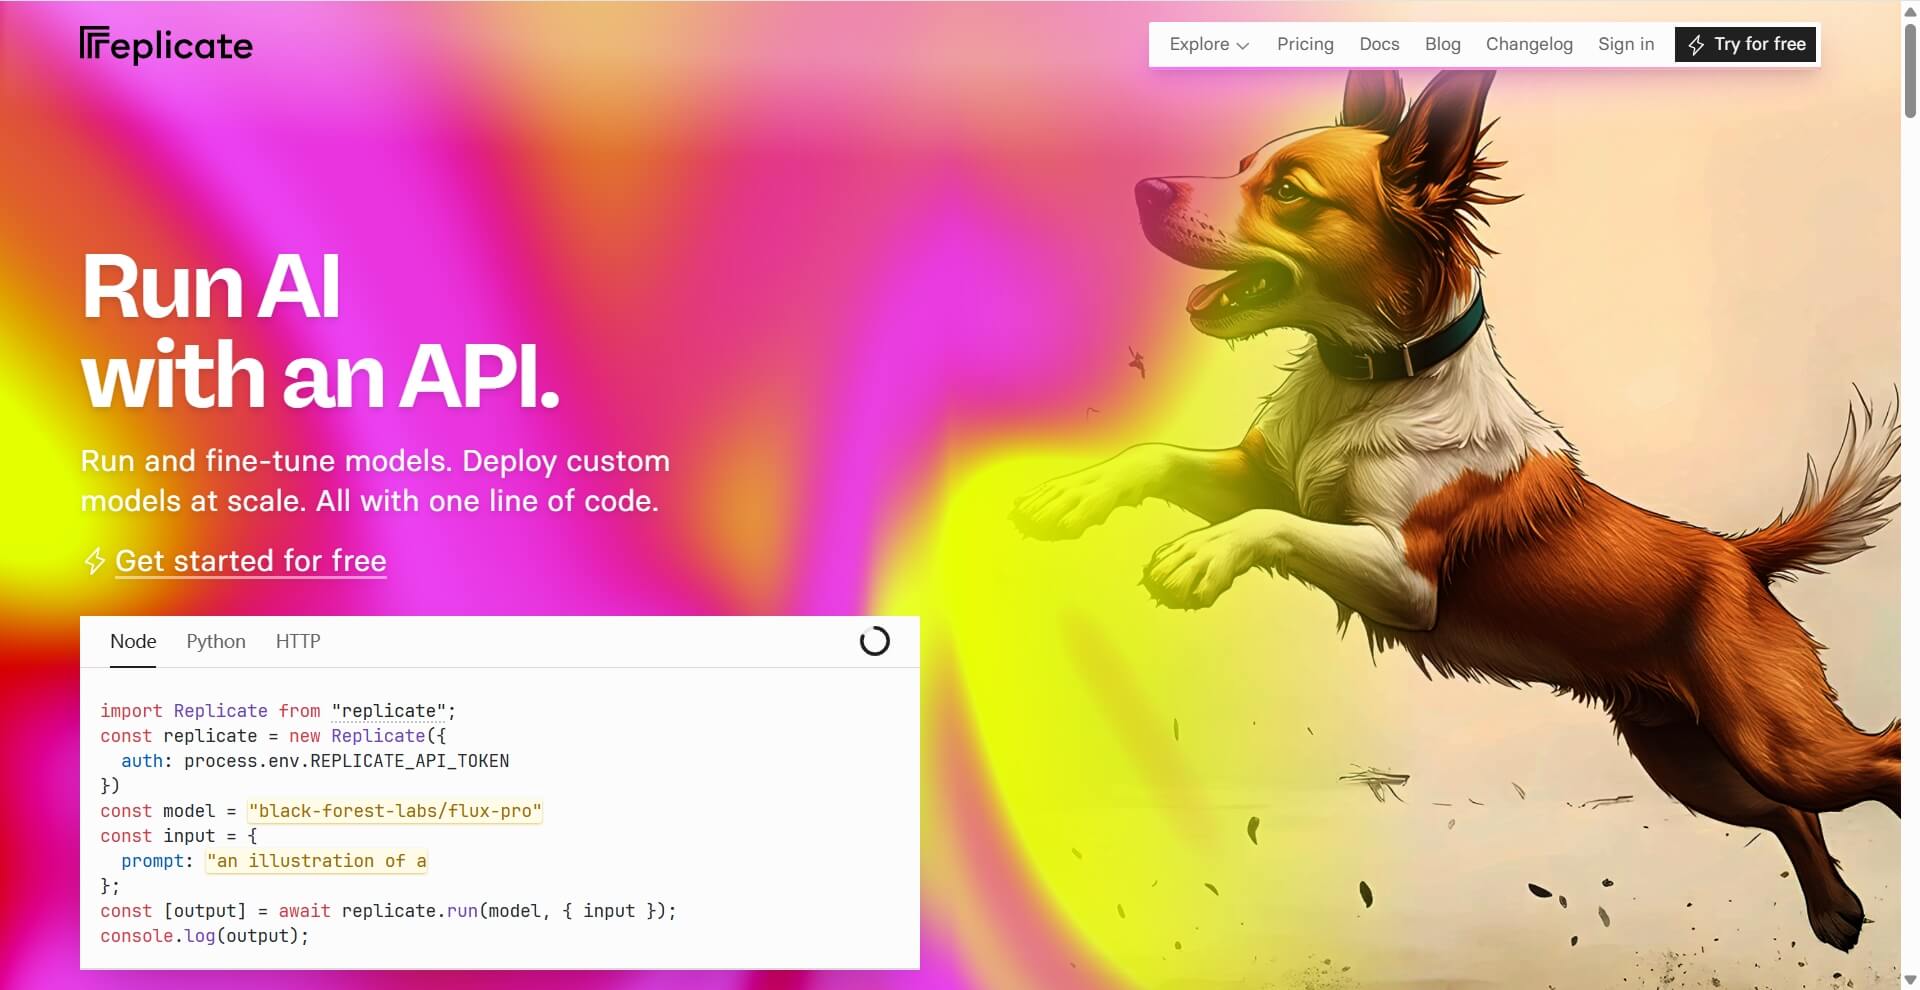 replicate
Explore
Pricing
Docs
Blog
Changelog
Sign in
Try for free
Run AI
with an API.
Run and fine-tune models. Deploy custom
models at scale. All with one line of code.
Get started for free
Node
Python
HTTP
import Replicate from "replicate";
const replicate = new Replicate({
  auth: process.env.REPLICATE_API_TOKEN
})
const model = "black-forest-labs/flux-pro"
const input = {
  prompt: "an illustration of a
};
const [output] = await replicate.run(model, { input });
console.log(output);